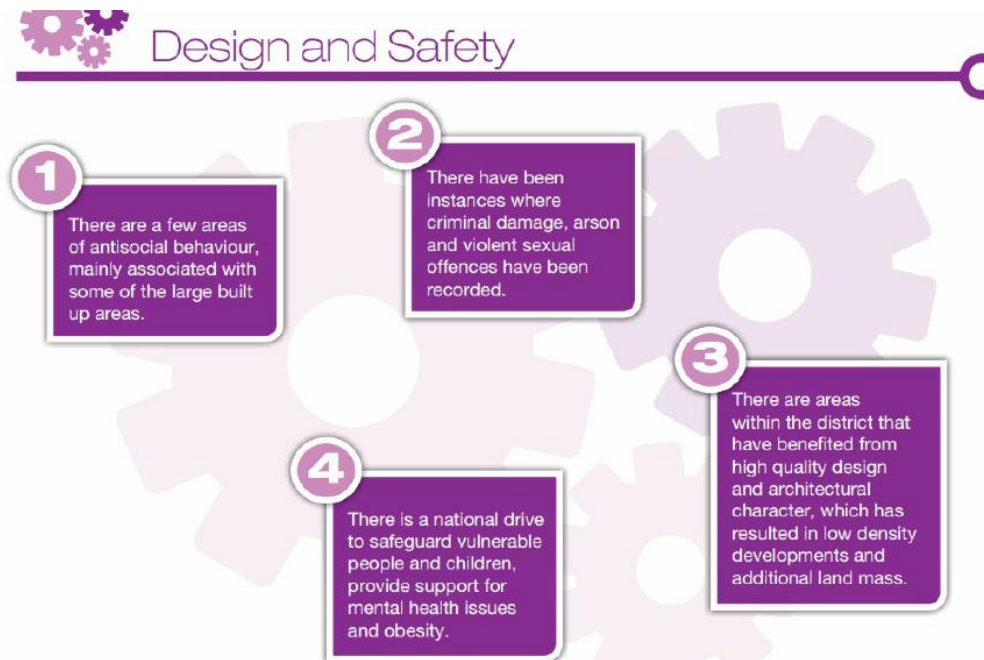 Design and Safety
1
There are a few areas
of antisocial behaviour,
mainly associated with
some of the large built
up areas.
2
There have been
instances where
criminal damage, arson
and violent sexual
offences have been
recorded.
3
There are areas
within the district that
have benefited from
high quality design
and architectural
character, which has
resulted in low density
developments and
additional land mass.
4
There is a national drive
to safeguard vulnerable
people and children,
provide support for
mental health issues
and obesity.